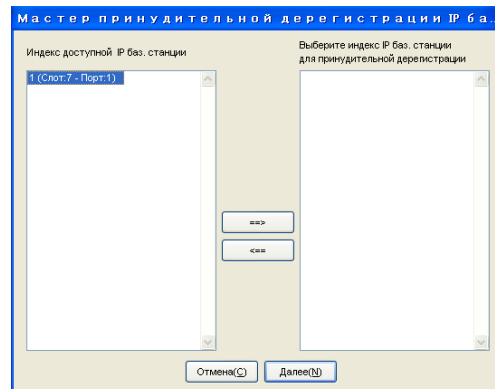 Мастер принудительной дерегистрации IP ба..
Индекс доступной IP баз. станции
Выберите индекс IP баз. станции
для принудительной дерегистрации
1 (Слот:7 - Порт:1)
==>
<==
Отмена(C)
Далее(N)